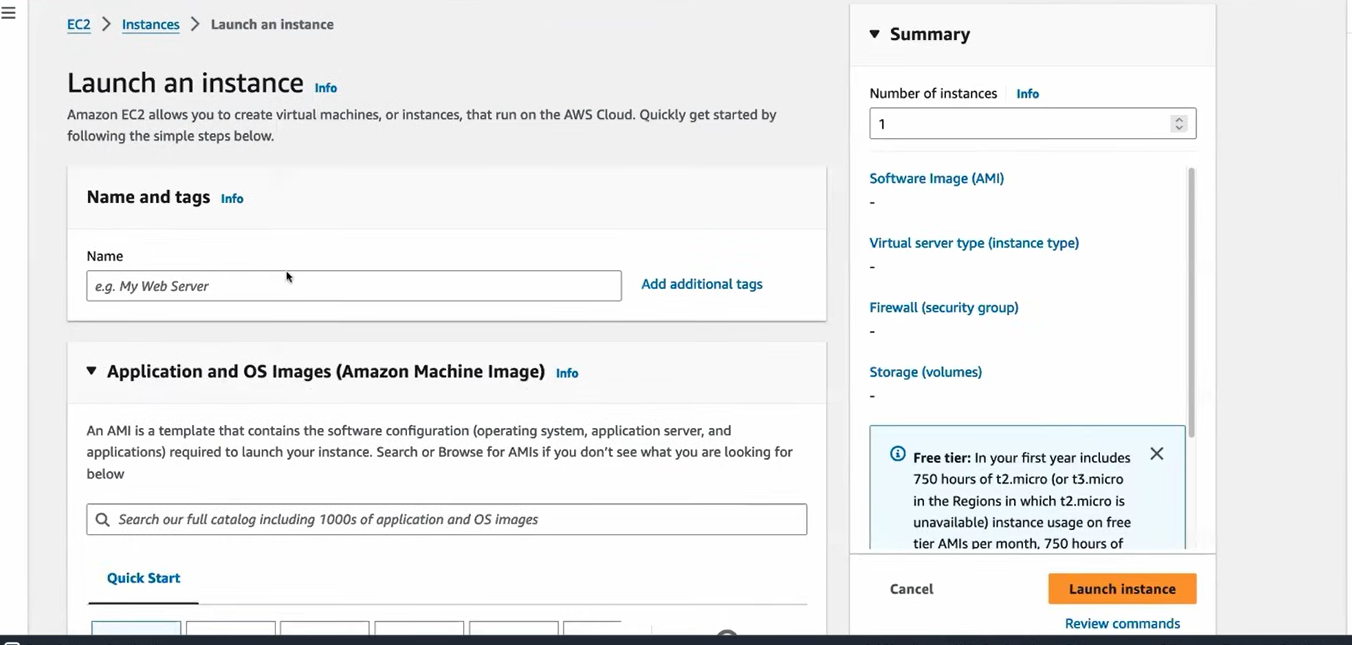 EC2 > Instances > Launch an instance
Launch an instance Info
Amazon EC2 allows you to create virtual machines, or instances, that run on the AWS Cloud. Quickly get started by
following the simple steps below.
Name and tags Info
Name
e.g. My Web Server
Add additional tags
Application and OS Images (Amazon Machine Image) Info
An AMI is a template that contains the software configuration (operating system, application server, and
applications) required to launch your instance. Search or Browse for AMIs if you don't see what you are looking for
below
Search our full catalog including 1000s of application and OS images
Quick Start
Summary
Number of instances Info
1
Software Image (AMI)
-
Virtual server type (instance type)
-
Firewall (security group)
-
Storage (volumes)
-
Free tier: In your first year includes
750 hours of t2.micro (or t3.micro
in the Regions in which t2.micro is
unavailable) instance usage on free
tier AMIs per month, 750 hours of
Cancel
Launch instance
Review commands